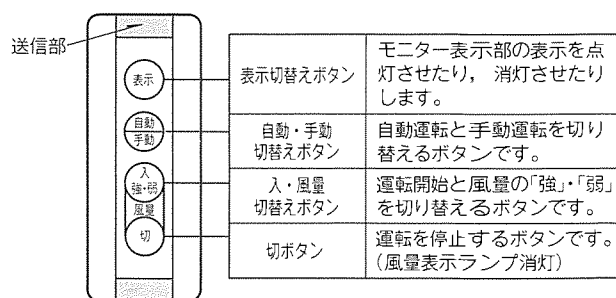 送信部
表示
自動
手動
入
強・弱
風量
切
表示切替えボタン
モニター表示部の表示を点
灯させたり, 消灯させたり
します。
自動・手動
切替えボタン
自動運転と手動運転を切り
替えるボタンです。
入・風量
切替えボタン
運転開始と風量の「強」・「弱」
を切り替えるボタンです。
切ボタン
運転を停止するボタンです。
(風量表示ランプ消灯)